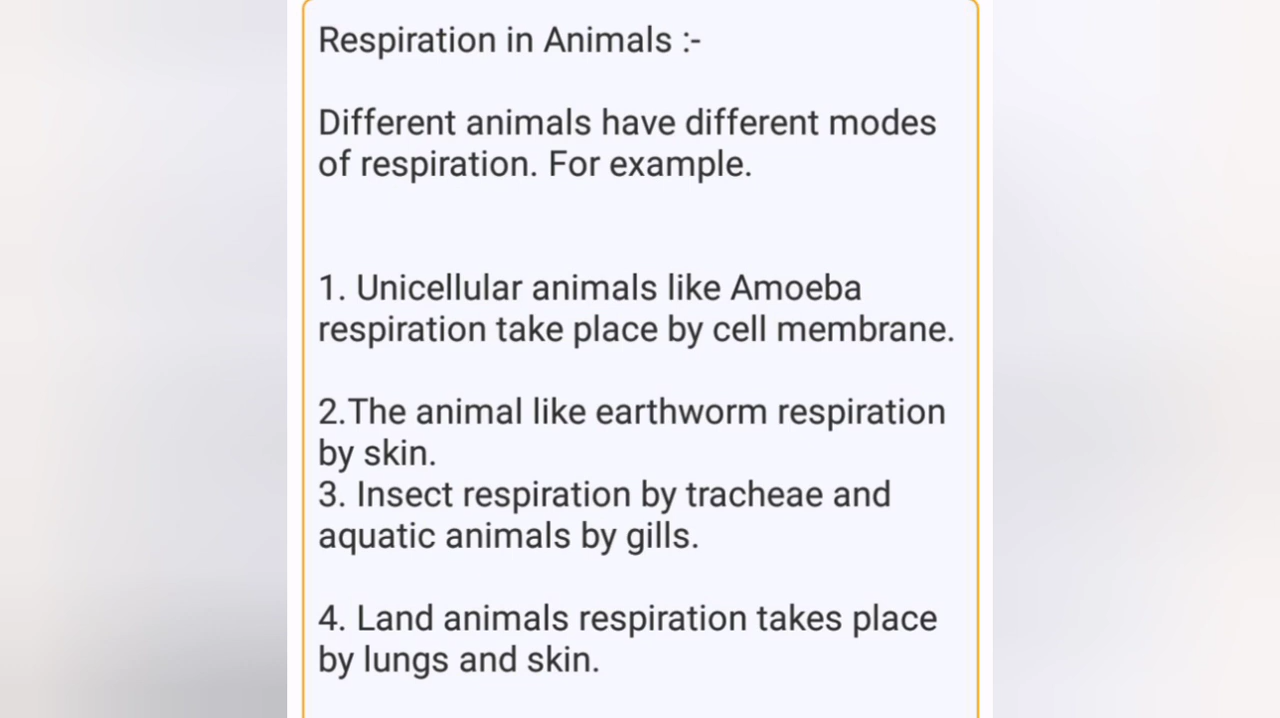 Respiration in Animals :-
Different animals have different modes
of respiration. For example.
1. Unicellular animals like Amoeba
respiration take place by cell membrane.
2.The animal like earthworm respiration
by skin.
3. Insect respiration by tracheae and
aquatic animals by gills.
4. Land animals respiration takes place
by lungs and skin.